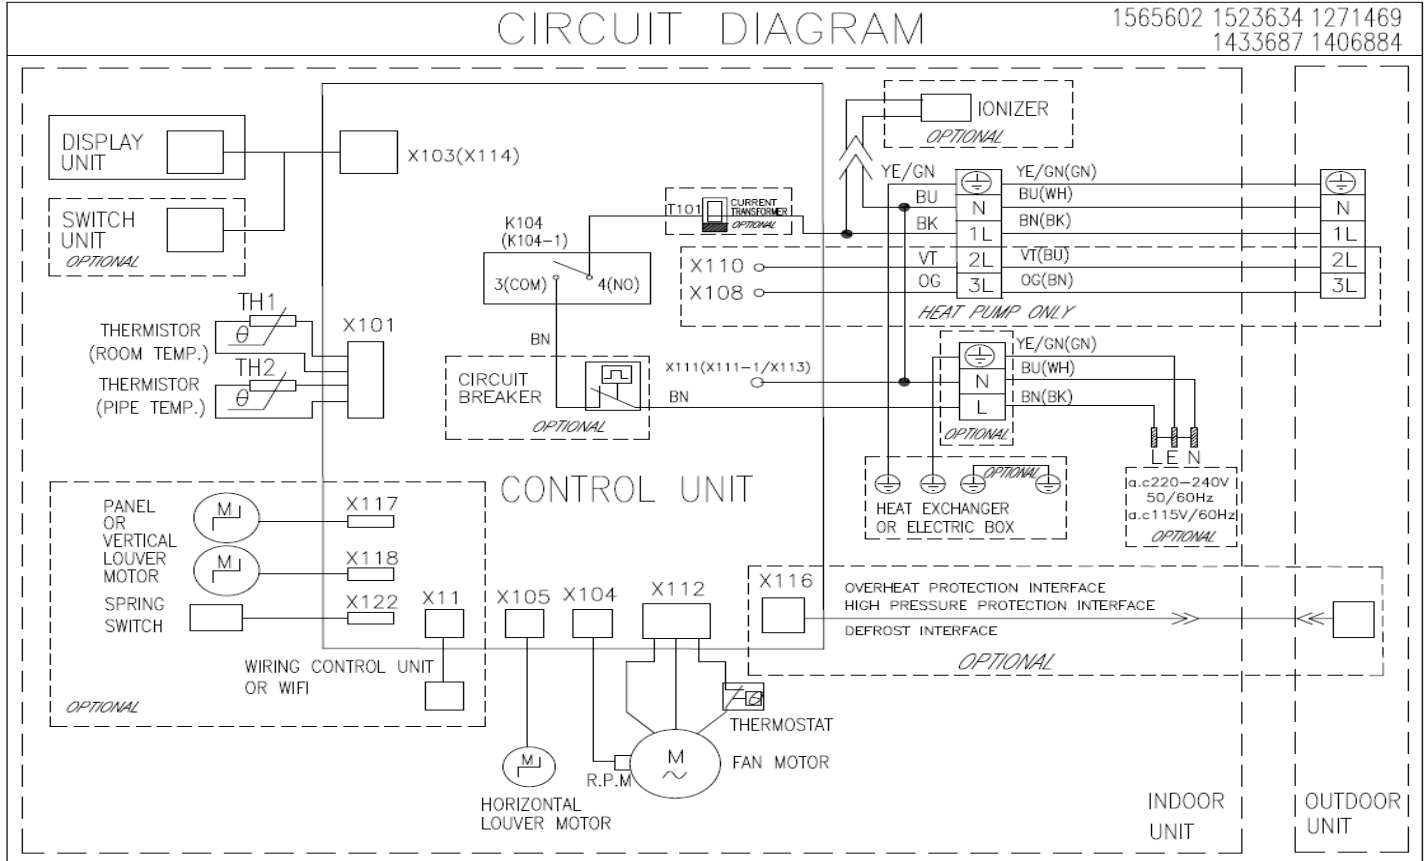 CIRCUIT DIAGRAM
1565602 1523634 1271469
1433687 1406884
DISPLAY
UNIT
SWITCH
UNIT
OPTIONAL
X103(X114)
IONIZER
OPTIONAL
K104
(K104-1)
3(COM)
4(NO)
T101
CURRENT
TRANSFORMER
OPTIONAL
YE/GN
BU
BK
VT
OG
N
1L
2L
3L
YE/GN(GN)
BU(WH)
BN(BK)
VT(BU)
OG(BN)
N
1L
2L
3L
X110
X108
HEAT PUMP ONLY
TH1
θ
THERMISTOR
(ROOM TEMP.)
TH2
θ
THERMISTOR
(PIPE TEMP.)
X101
BN
CIRCUIT
BREAKER
OPTIONAL
X111(X111-1/X113)
BN
N
L
OPTIONAL
YE/GN(GN)
BU(WH)
BN(BK)
L E N
a.c220-240V
50/60Hz
a.c115V/60Hz
OPTIONAL
OPTIONAL
HEAT EXCHANGER
OR ELECTRIC BOX
CONTROL UNIT
PANEL
OR
VERTICAL
LOUVER
MOTOR
M
M
X117
X118
SPRING
SWITCH
X122
X11
WIRING CONTROL UNIT
OR WIFI
OPTIONAL
X105
X104
X112
X116
OVERHEAT PROTECTION INTERFACE
HIGH PRESSURE PROTECTION INTERFACE
DEFROST INTERFACE
OPTIONAL
THERMOSTAT
M
FAN MOTOR
R.P.M
M
HORIZONTAL
LOUVER MOTOR
INDOOR
UNIT
OUTDOOR
UNIT